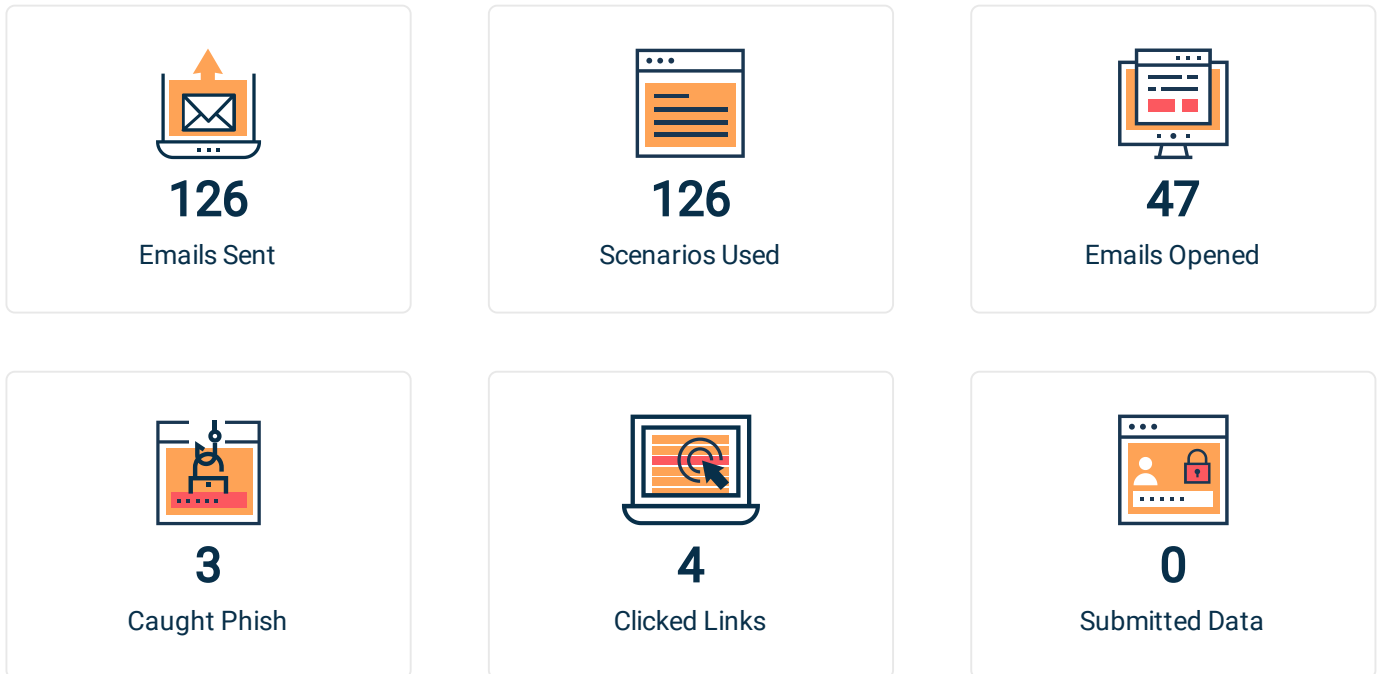 126
Emails Sent
126
Scenarios Used
47
Emails Opened
3
Caught Phish
4
Clicked Links
0
Submitted Data